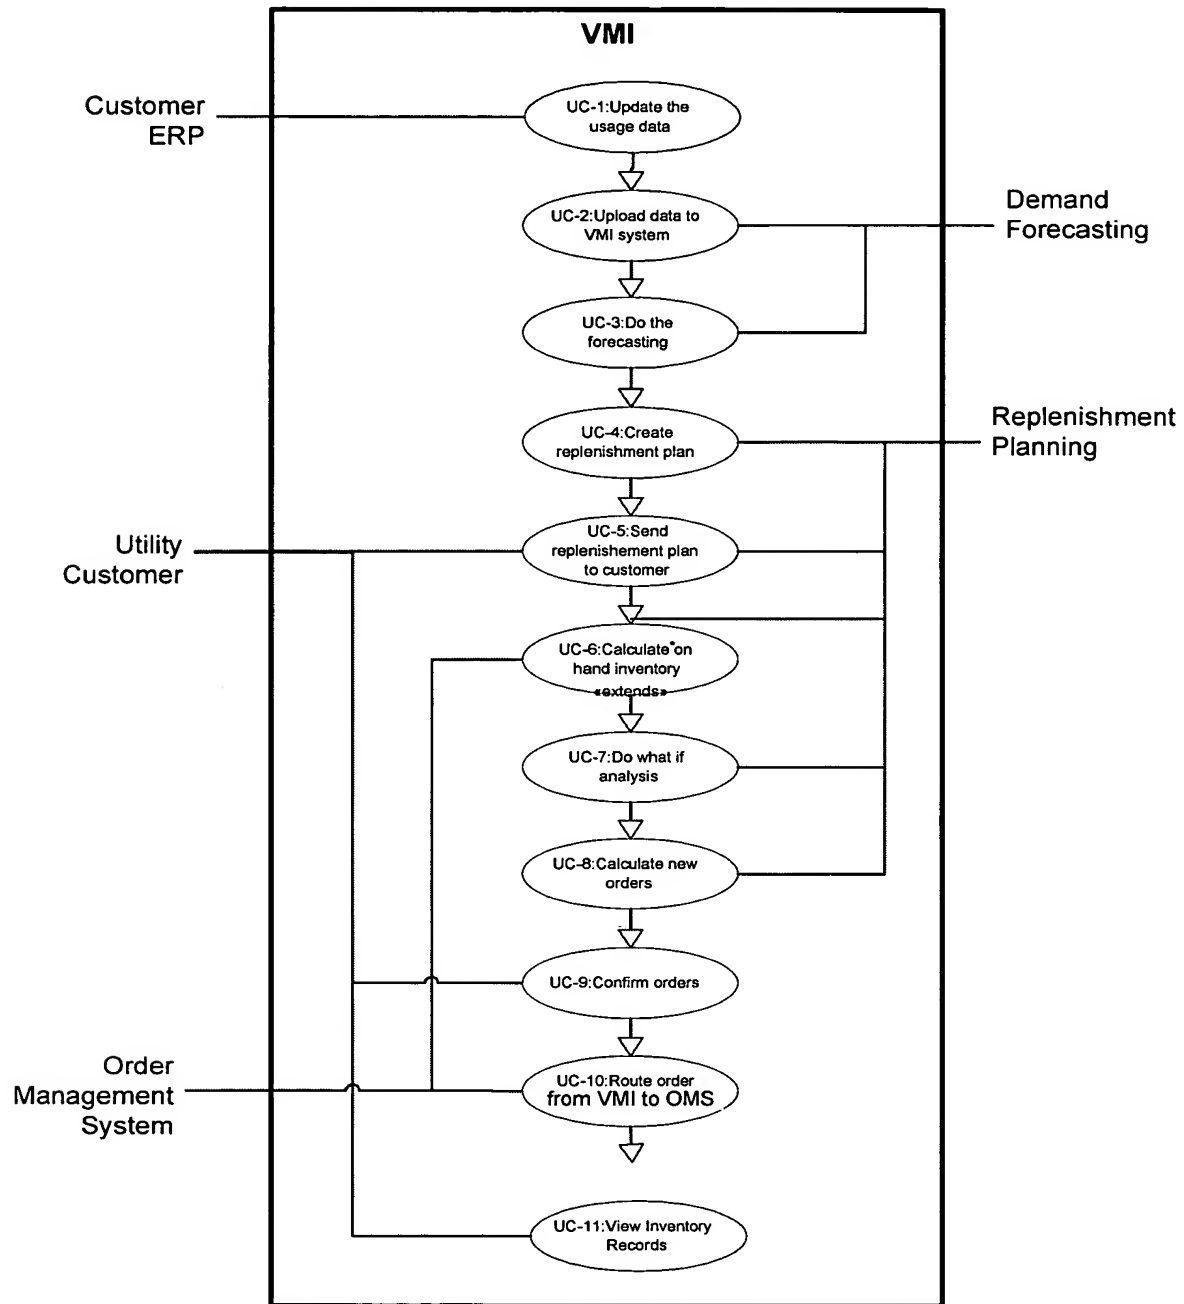 VMI
Customer
ERP
UC-1:Update the
usage data
UC-2:Upload data to
VMI system
Demand
Forecasting
UC-3:Do the
forecasting
UC-4:Create
replenishment plan
Replenishment
Planning
Utility
Customer
UC-5:Send
replenishement plan
to customer
UC-6:Calculate on
hand inventory
«extends»
UC-7:Do what if
analysis
UC-8:Calculate new
orders
UC-9:Confirm orders
Order
Management
System
UC-10:Route order
from VMI to OMS
UC-11:View Inventory
Records